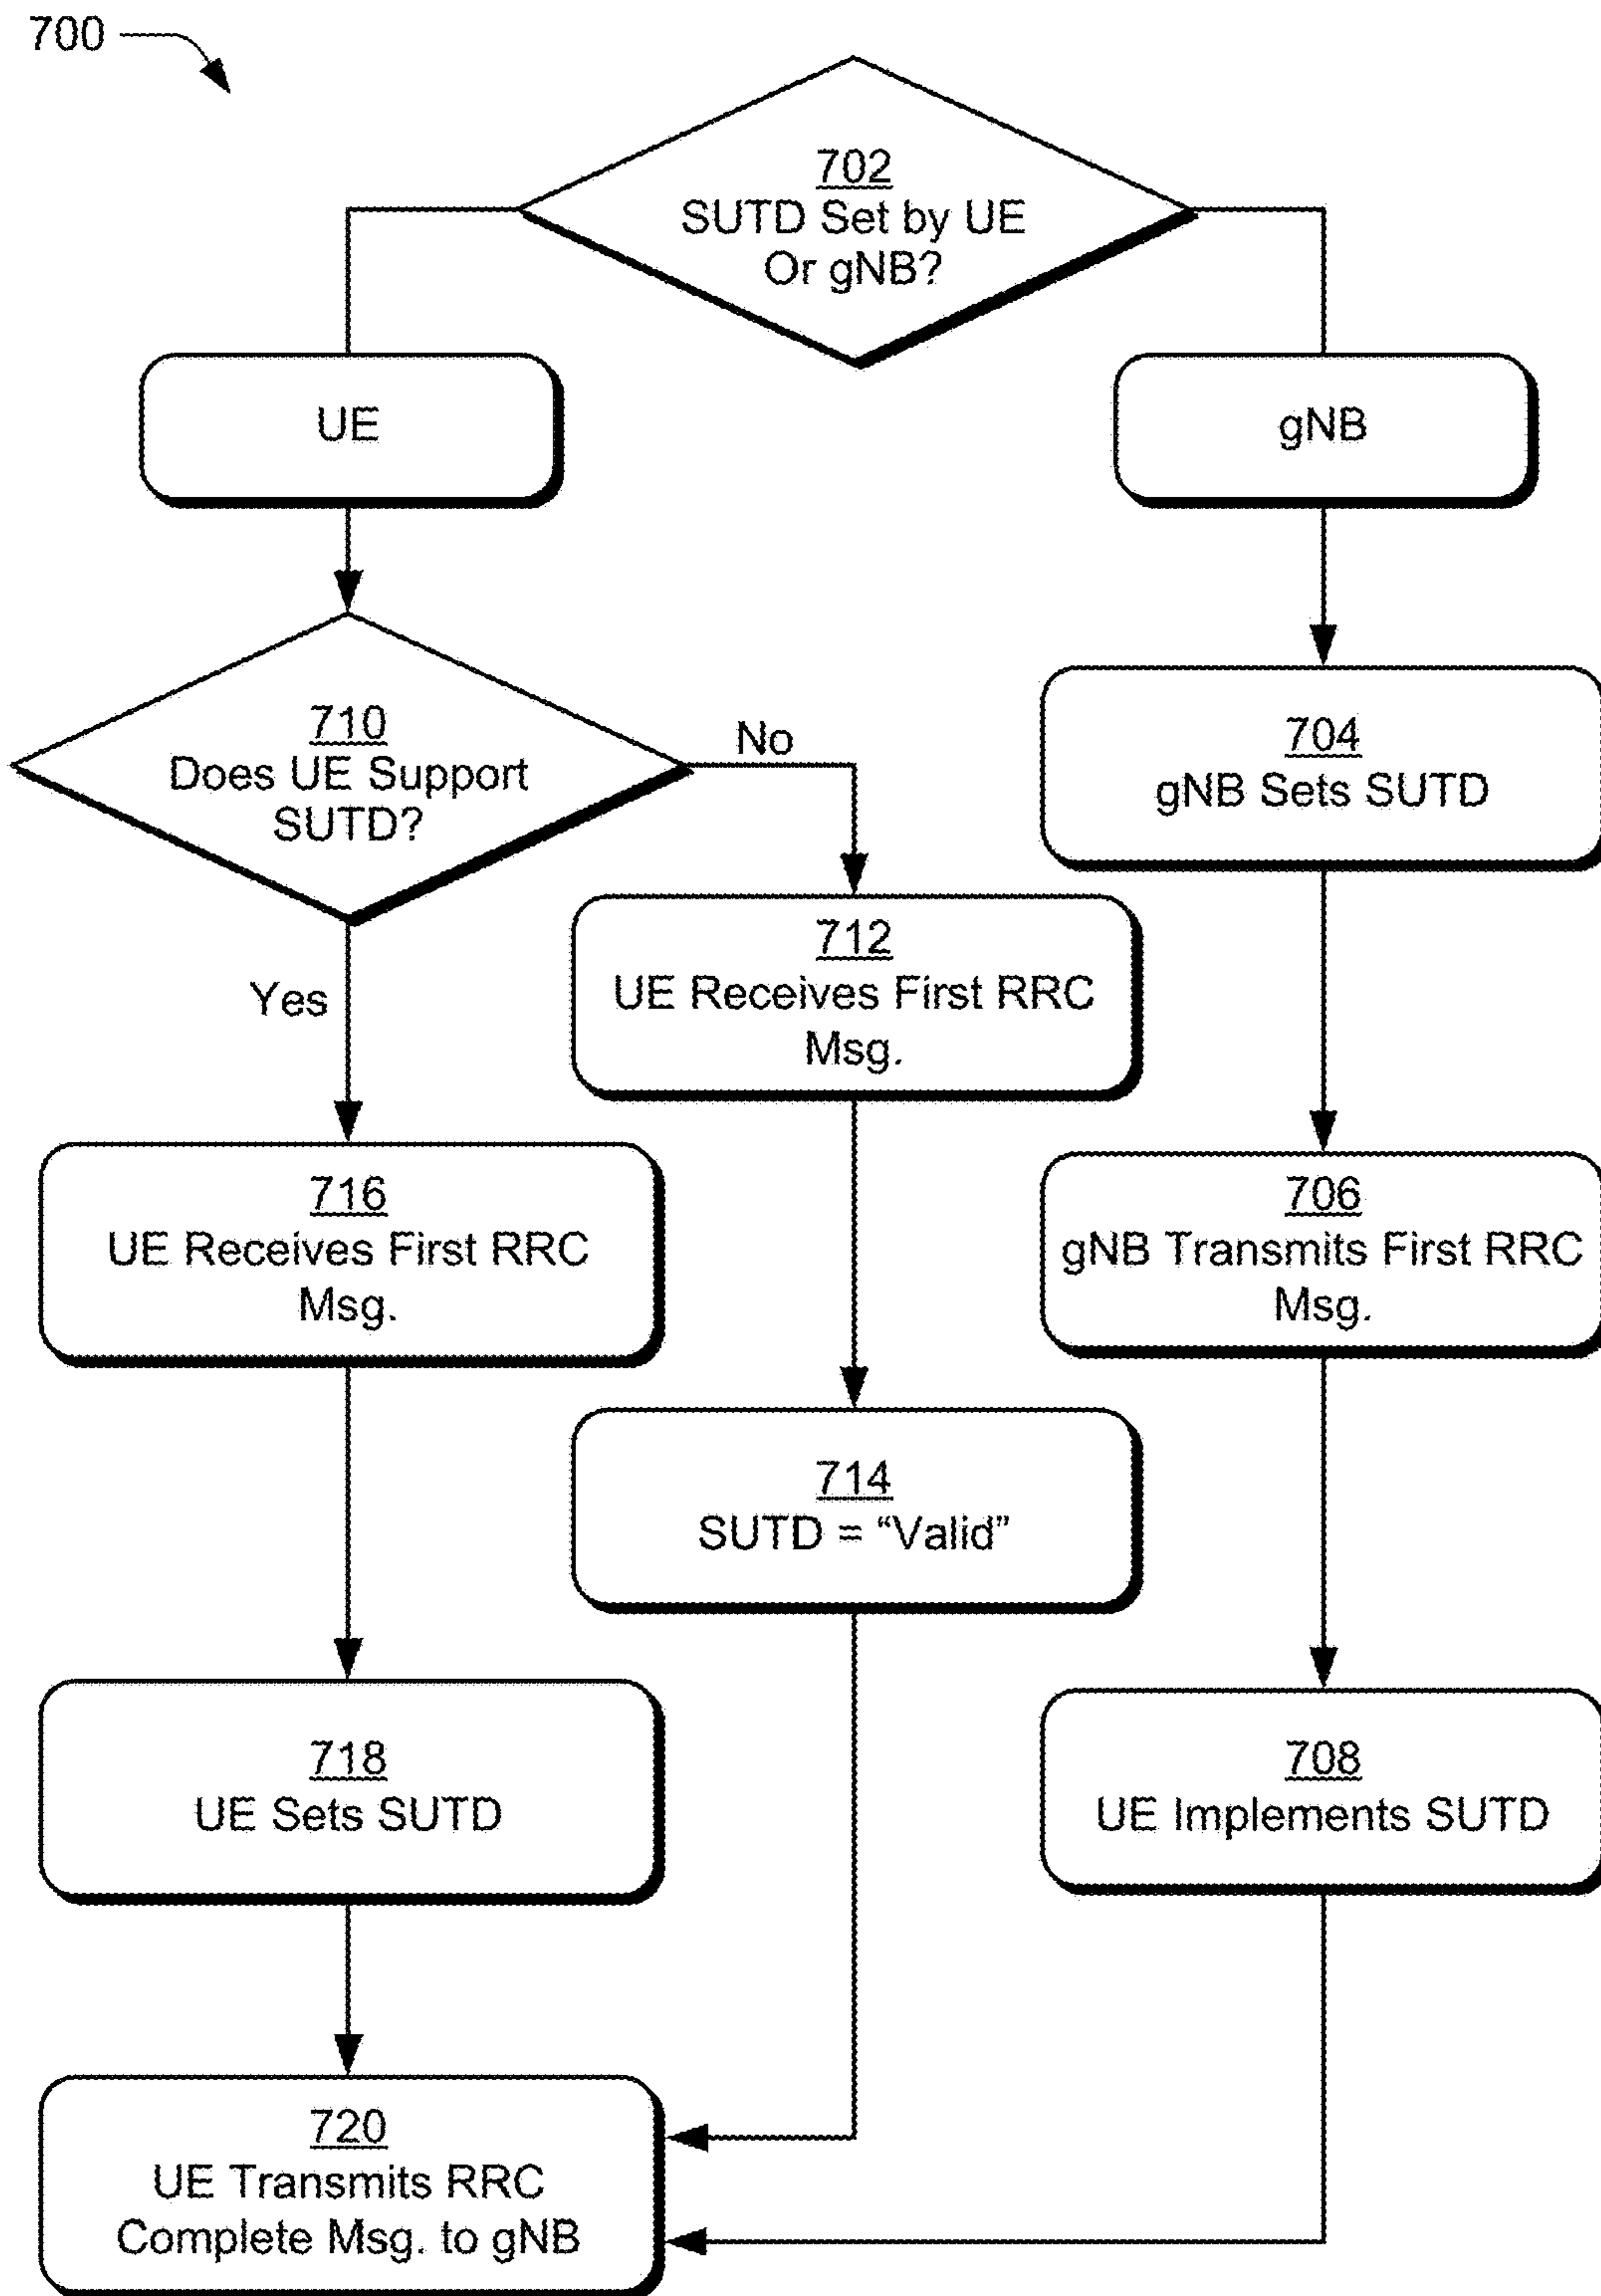 700
702
SUTD Set by UE
Or gNB?
UE
gNB
710
Does UE Support
SUTD?
No
Yes
704
gNB Sets SUTD
712
UE Receives First RRC
Msg.
716
UE Receives First RRC
Msg.
706
gNB Transmits First RRC
Msg.
714
SUTD = “Valid”
718
UE Sets SUTD
708
UE Implements SUTD
720
UE Transmits RRC
Complete Msg. to gNB